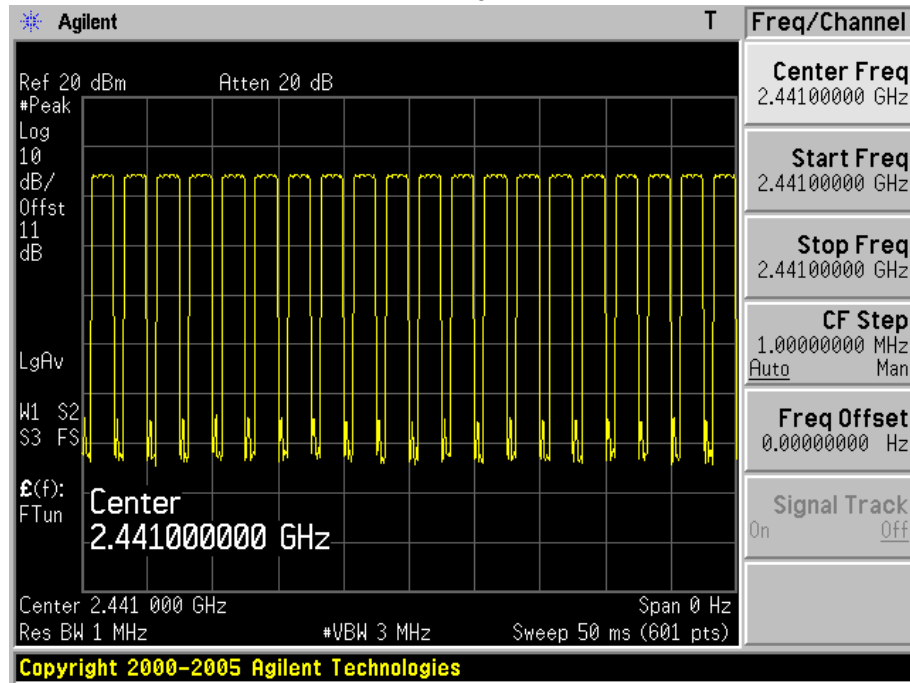 Agilent T Freq/Channel
Ref 20 dBm Atten 20 dB
#Peak
Log
10
dB/
Offst
11
dB
LgAv
W1 S2
S3 FS
£(f):
FTun
Center
2.441000000 GHz
Center 2.441 000 GHz Span 0 Hz
Res BW 1 MHz #VBW 3 MHz Sweep 50 ms (601 pts)
Center Freq
2.44100000 GHz
Start Freq
2.44100000 GHz
Stop Freq
2.44100000 GHz
CF Step
1.00000000 MHz
Auto Man
Freq Offset
0.00000000 Hz
Signal Track
On Off
Copyright 2000-2005 Agilent Technologies